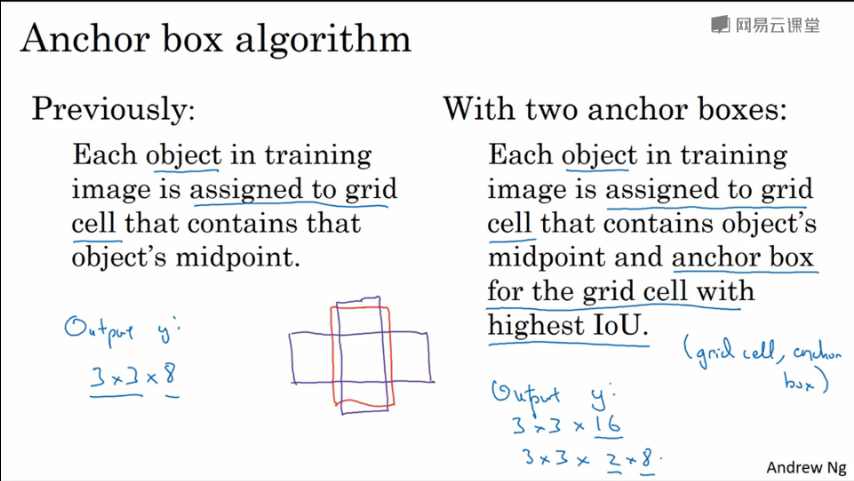 网易云课堂
Anchor box algorithm
Previously:
Each object in training
image is assigned to grid
cell that contains that
object's midpoint.
Output y:
3×3×8
With two anchor boxes:
Each object in training
image is assigned to grid
cell that contains object's
midpoint and anchor box
for the grid cell with
highest IoU.
(grid cell, anchor
box)
Output y:
3×3×16
3×3×2×8
Andrew Ng